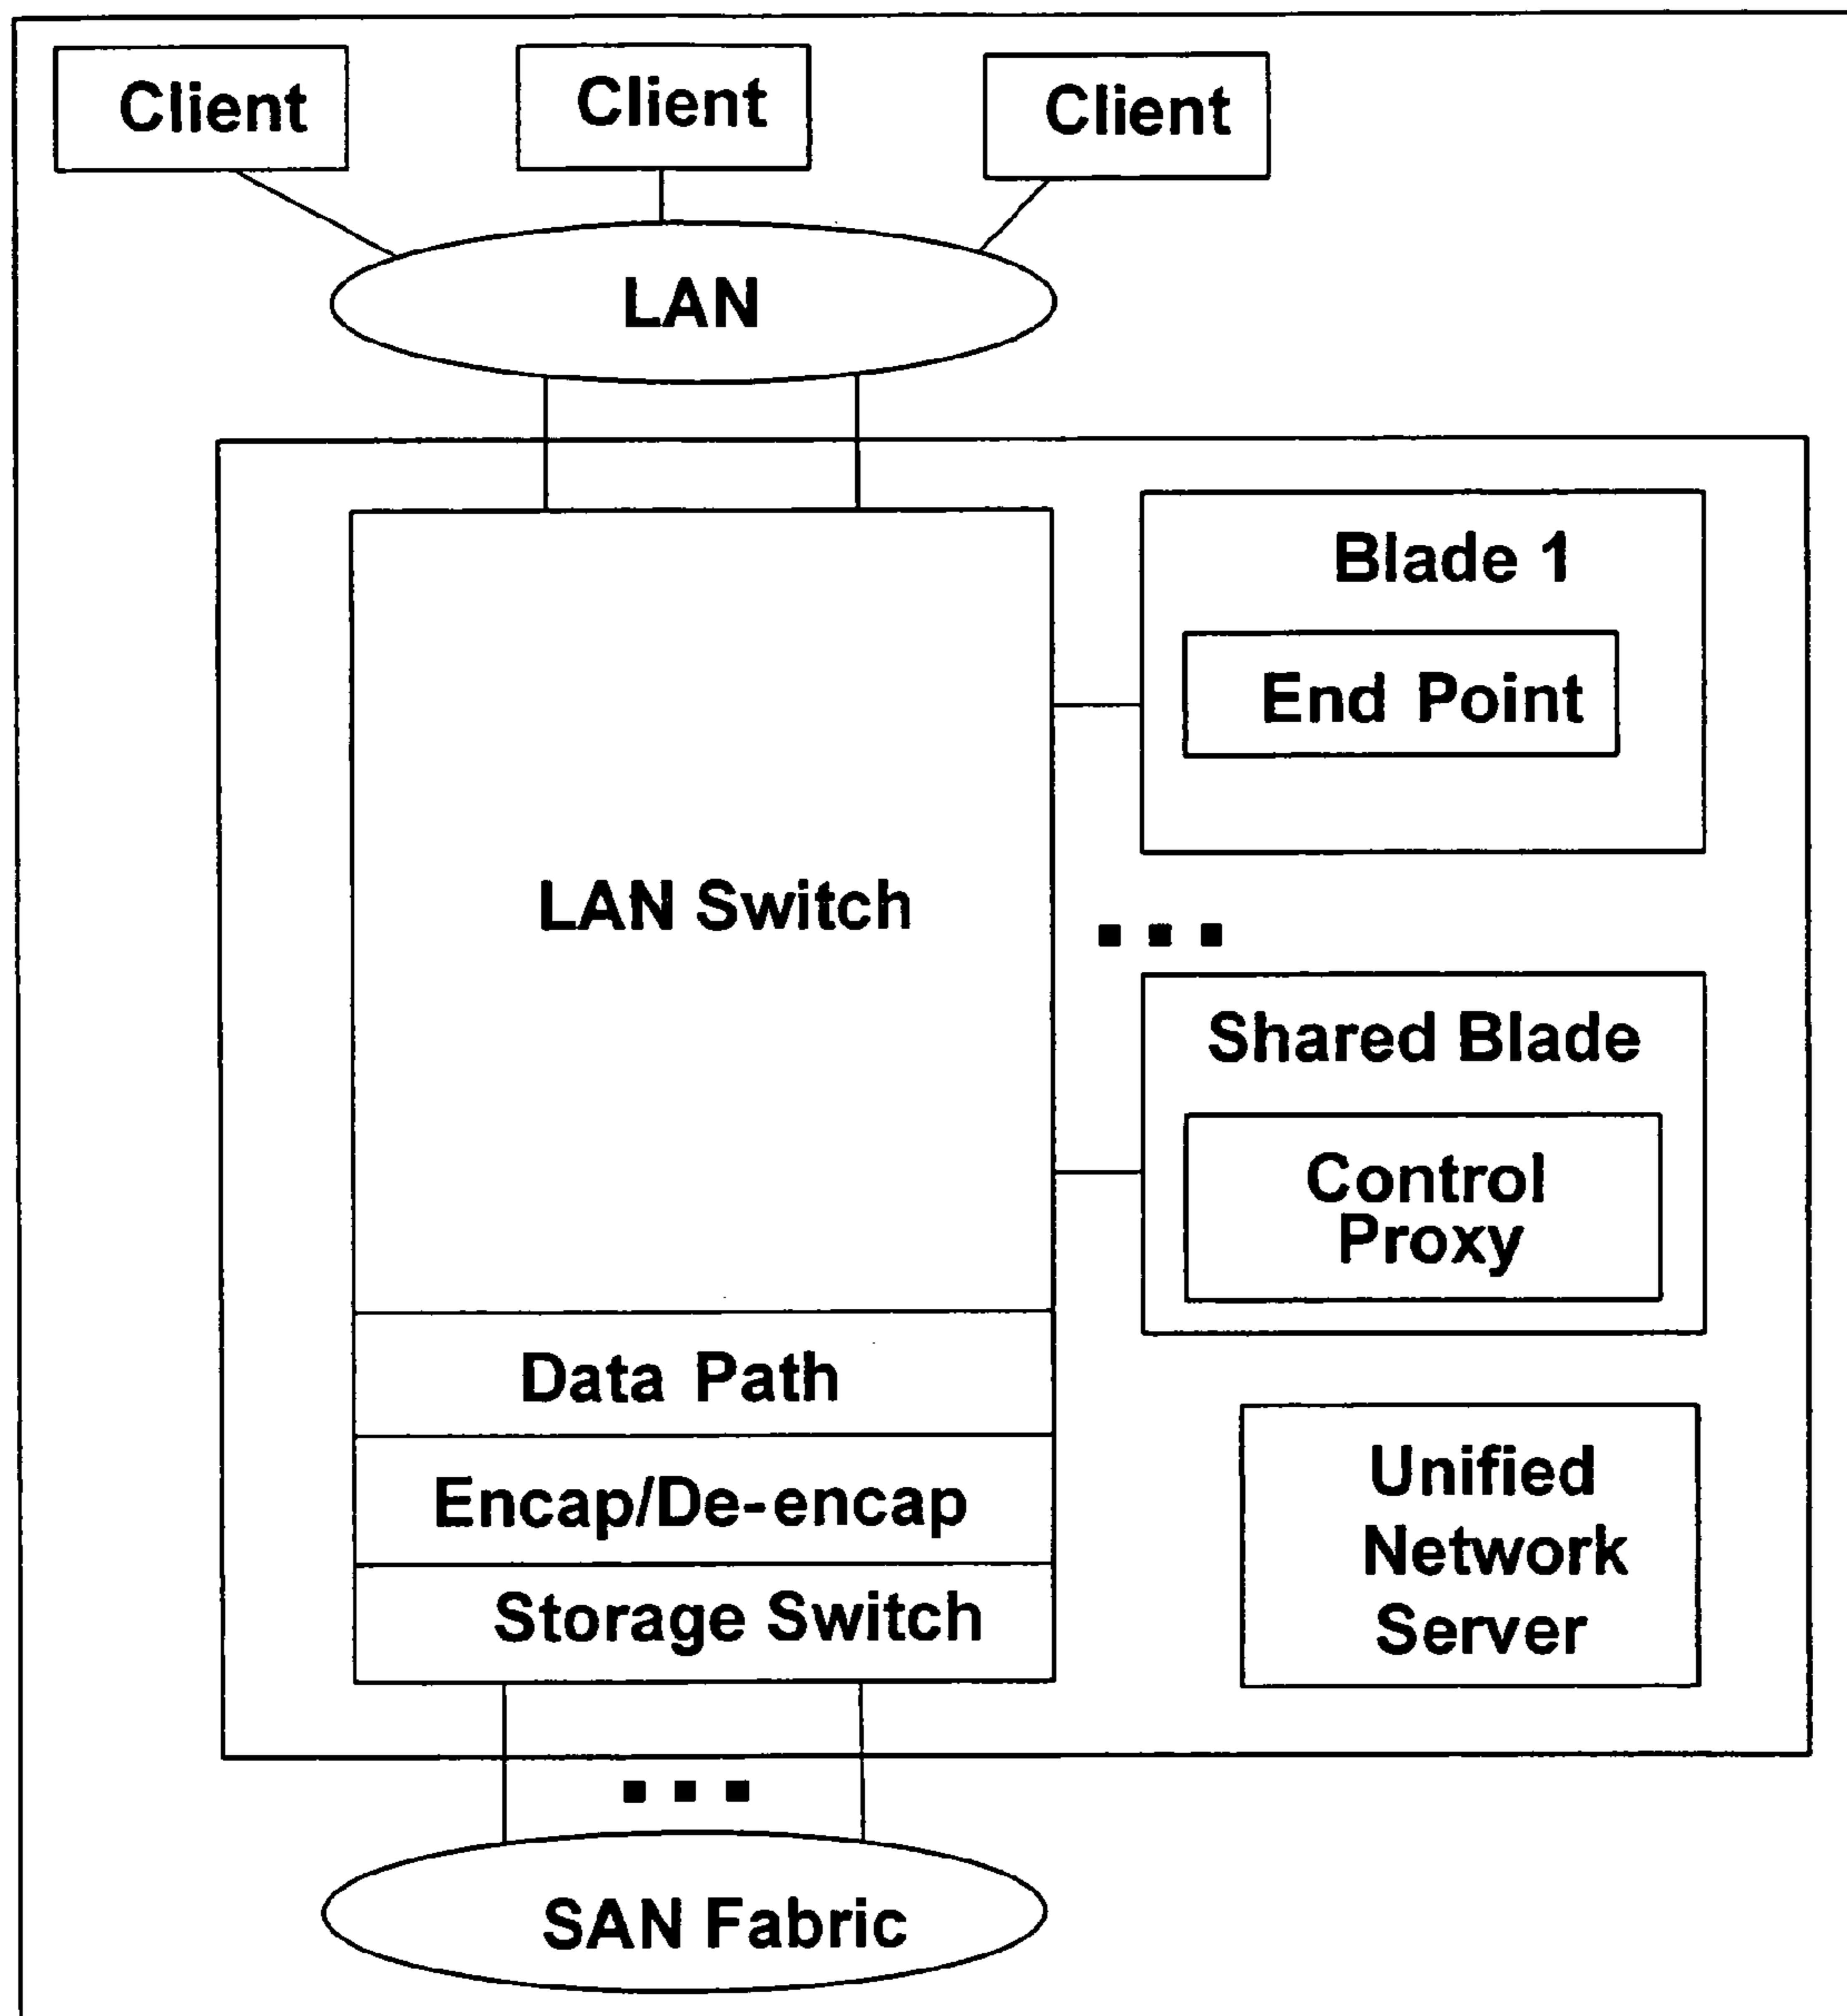 Client
Client
Client
LAN
Blade 1
End Point
LAN Switch
Shared Blade
Control
Proxy
Data Path
Encap/De-encap
Storage Switch
Unified
Network
Server
SAN Fabric